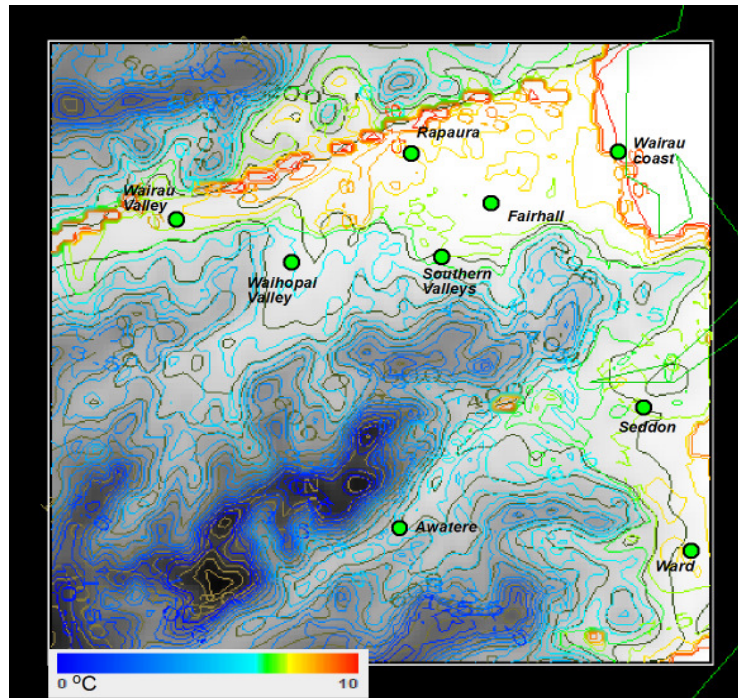 Rapaura
Wairau
coast
Wairau
Valley
Fairhall
Waihopai
Valley
Southern
Valleys
Seddon
Awatere
Ward
0 °C 10